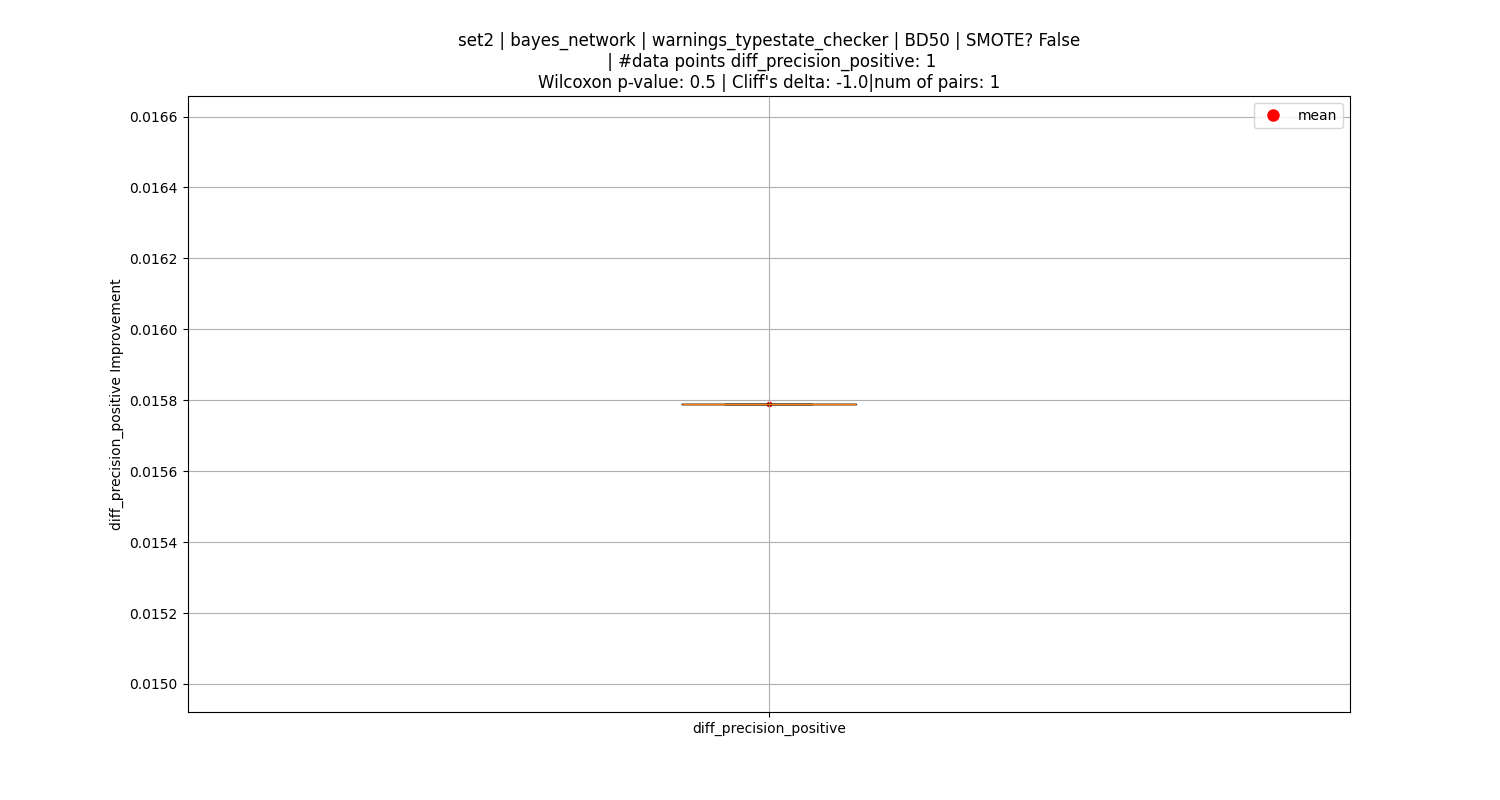 set2 | bayes_network | warnings_typestate_checker | BD50 | SMOTE? False
| #data points diff_precision_positive: 1
Wilcoxon p-value: 0.5 | Cliff's delta: -1.0|num of pairs: 1
mean
0.0166
0.0164
0.0162
0.0160
0.0158
0.0156
0.0154
0.0152
0.0150
diff_precision_positive Improvement
diff_precision_positive